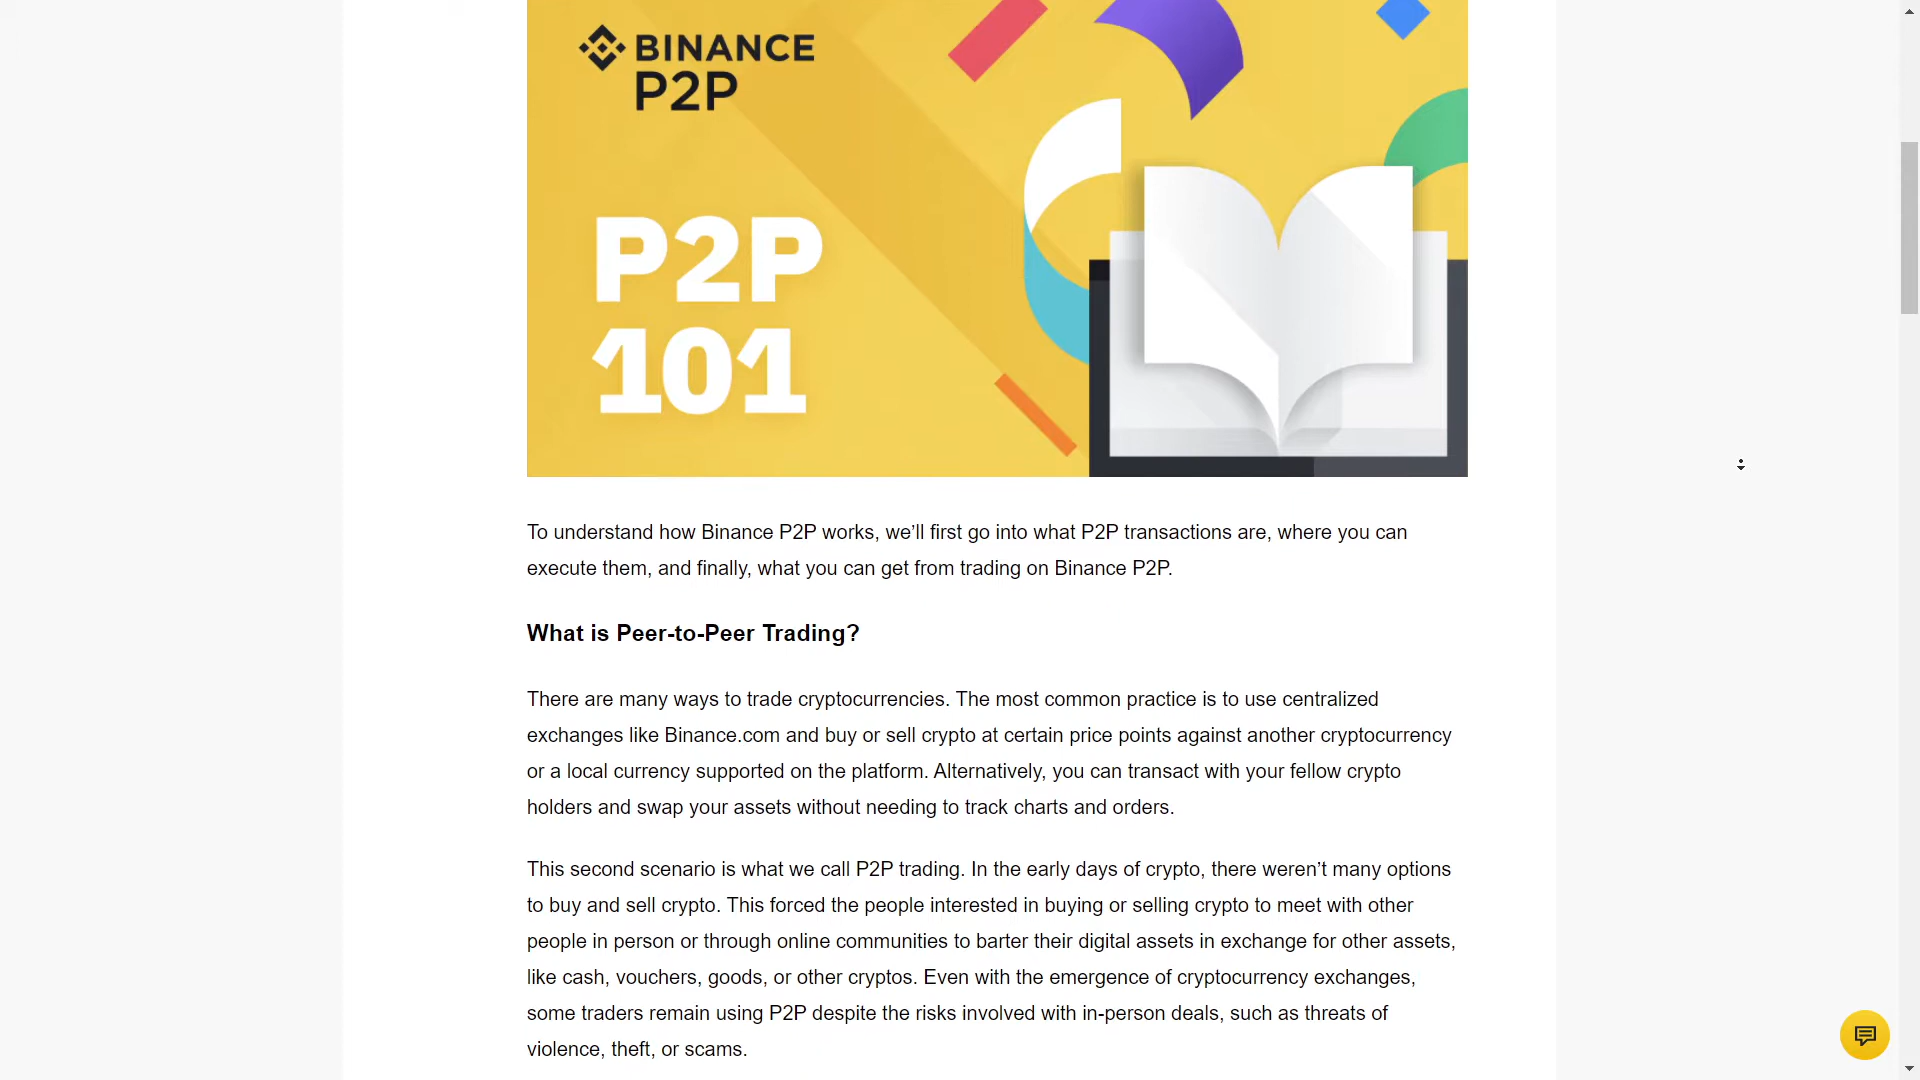 BINANCE
P2P
P2P
101
To understand how Binance P2P works, we’ll first go into what P2P transactions are, where you can
execute them, and finally, what you can get from trading on Binance P2P.
What is Peer-to-Peer Trading?
There are many ways to trade cryptocurrencies. The most common practice is to use centralized
exchanges like Binance.com and buy or sell crypto at certain price points against another cryptocurrency
or a local currency supported on the platform. Alternatively, you can transact with your fellow crypto
holders and swap your assets without needing to track charts and orders.
This second scenario is what we call P2P trading. In the early days of crypto, there weren’t many options
to buy and sell crypto. This forced the people interested in buying or selling crypto to meet with other
people in person or through online communities to barter their digital assets in exchange for other assets,
like cash, vouchers, goods, or other cryptos. Even with the emergence of cryptocurrency exchanges,
some traders remain using P2P despite the risks involved with in-person deals, such as threats of
violence, theft, or scams.